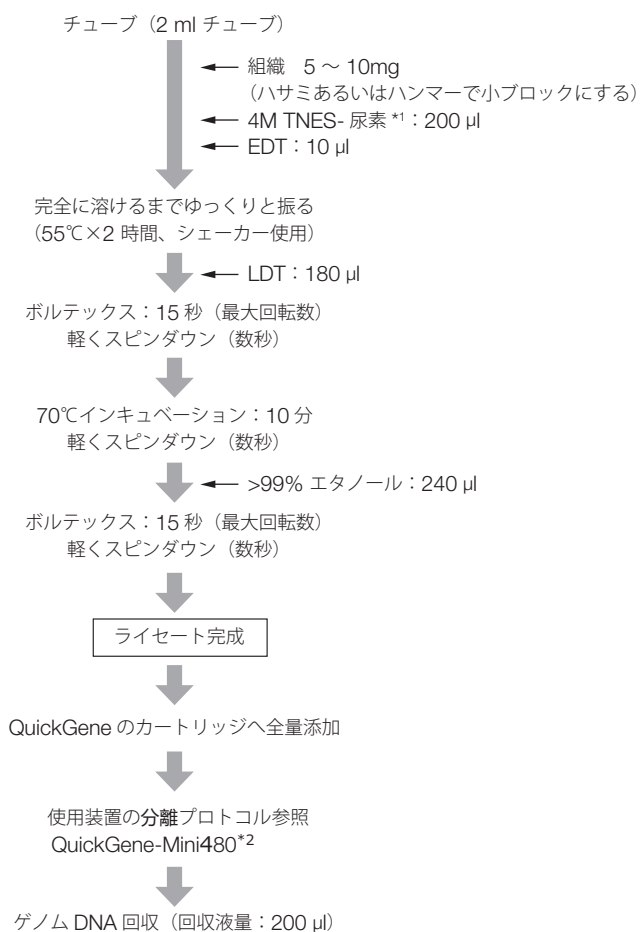 チューブ（2 ml チューブ）
組織　5 ～ 10mg
（ハサミあるいはハンマーで小ブロックにする）
4M TNES- 尿素 *1：200 µl
EDT：10 µl
完全に溶けるまでゆっくりと振る
（55℃×2 時間、シェーカー使用）
LDT：180 µl
ボルテックス：15 秒（最大回転数）
軽くスピンダウン（数秒）
70℃インキュベーション：10 分
軽くスピンダウン（数秒）
>99% エタノール：240 µl
ボルテックス：15 秒（最大回転数）
軽くスピンダウン（数秒）
ライセート完成
QuickGene のカートリッジへ全量添加
使用装置の分離プロトコル参照
QuickGene-Mini480*2
ゲノム DNA 回収（回収液量：200 µl）